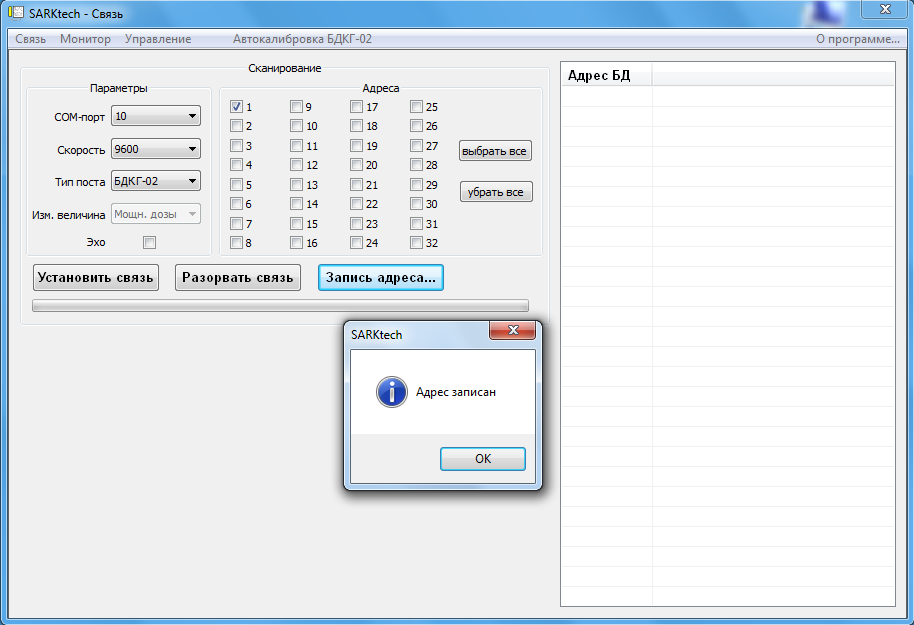 SARKtech - Связь
Связь Монитор Управление Автокалибровка БДКГ-02 О программе...
Сканирование
Параметры
COM-порт 10
Скорость 9600
Тип поста БДКГ-02
Изм. величина Мощн. дозы
Эхо
Адреса
1 9 17 25
2 10 18 26
3 11 19 27
4 12 20 28
5 13 21 29
6 14 22 30
7 15 23 31
8 16 24 32
выбрать все
убрать все
Установить связь Разорвать связь Запись адреса...
Адрес БД
SARKtech
Адрес записан
OK